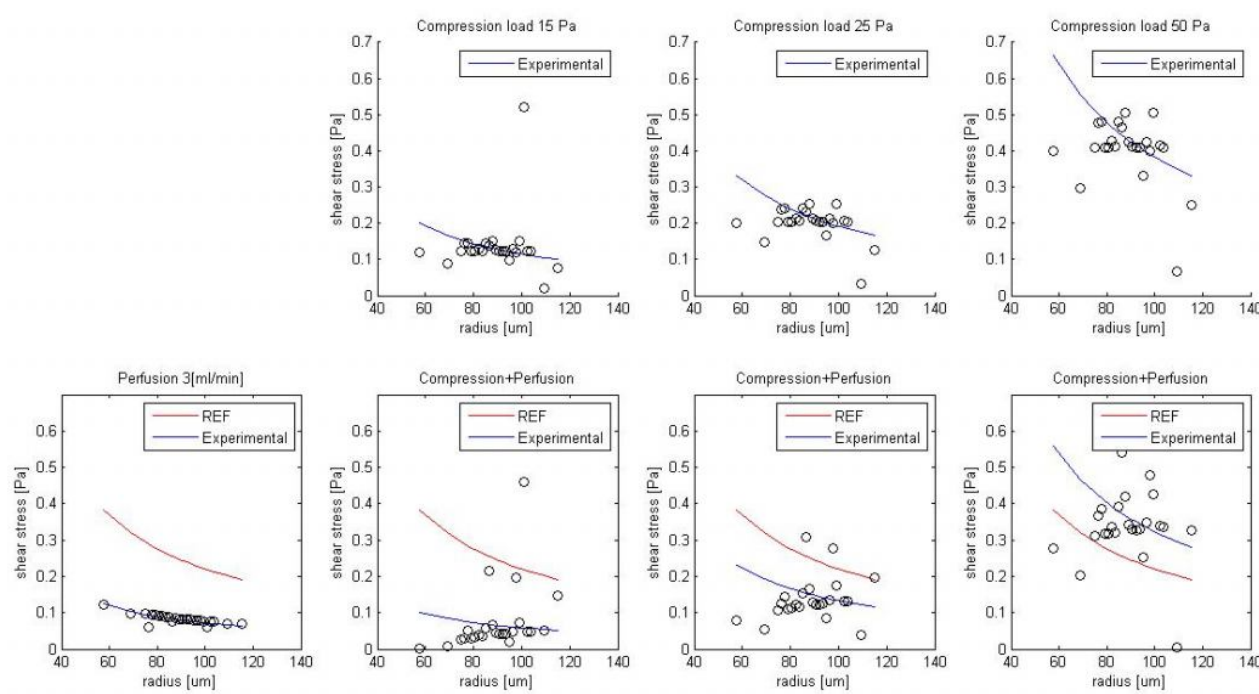 Compression load 15 Pa
Compression load 25 Pa
Compression load 50 Pa
0.7
0.6
0.5
0.4
0.3
0.2
0.1
0
shear stress [Pa]
Experimental
40 60 80 100 120 140
radius [um]
0.7
0.6
0.5
0.4
0.3
0.2
0.1
0
shear stress [Pa]
Experimental
40 60 80 100 120 140
radius [um]
0.7
0.6
0.5
0.4
0.3
0.2
0.1
0
shear stress [Pa]
Experimental
40 60 80 100 120 140
radius [um]
Perfusion 3[ml/min]
Compression+Perfusion
Compression+Perfusion
Compression+Perfusion
0.6
0.5
0.4
0.3
0.2
0.1
0
shear stress [Pa]
REF
Experimental
40 60 80 100 120 140
radius [um]
0.6
0.5
0.4
0.3
0.2
0.1
0
shear stress [Pa]
REF
Experimental
40 60 80 100 120 140
radius [um]
0.6
0.5
0.4
0.3
0.2
0.1
0
shear stress [Pa]
REF
Experimental
40 60 80 100 120 140
radius [um]
0.6
0.5
0.4
0.3
0.2
0.1
0
shear stress [Pa]
REF
Experimental
40 60 80 100 120 140
radius [um]